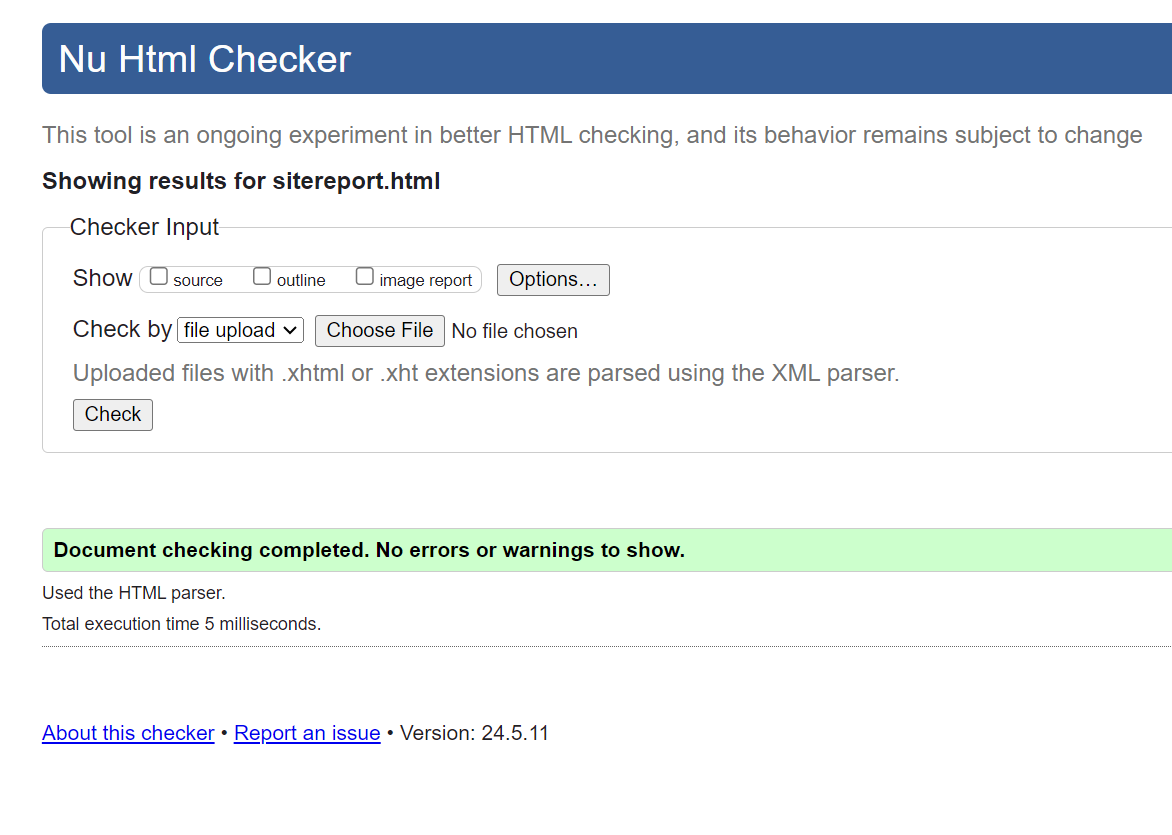 Nu Html Checker
This tool is an ongoing experiment in better HTML checking, and its behavior remains subject to change
Showing results for sitereport.html
Checker Input
Show source outline image report Options...
Check by file upload Choose File No file chosen
Uploaded files with .xhtml or .xht extensions are parsed using the XML parser.
Check
Document checking completed. No errors or warnings to show.
Used the HTML parser.
Total execution time 5 milliseconds.
About this checker • Report an issue • Version: 24.5.11